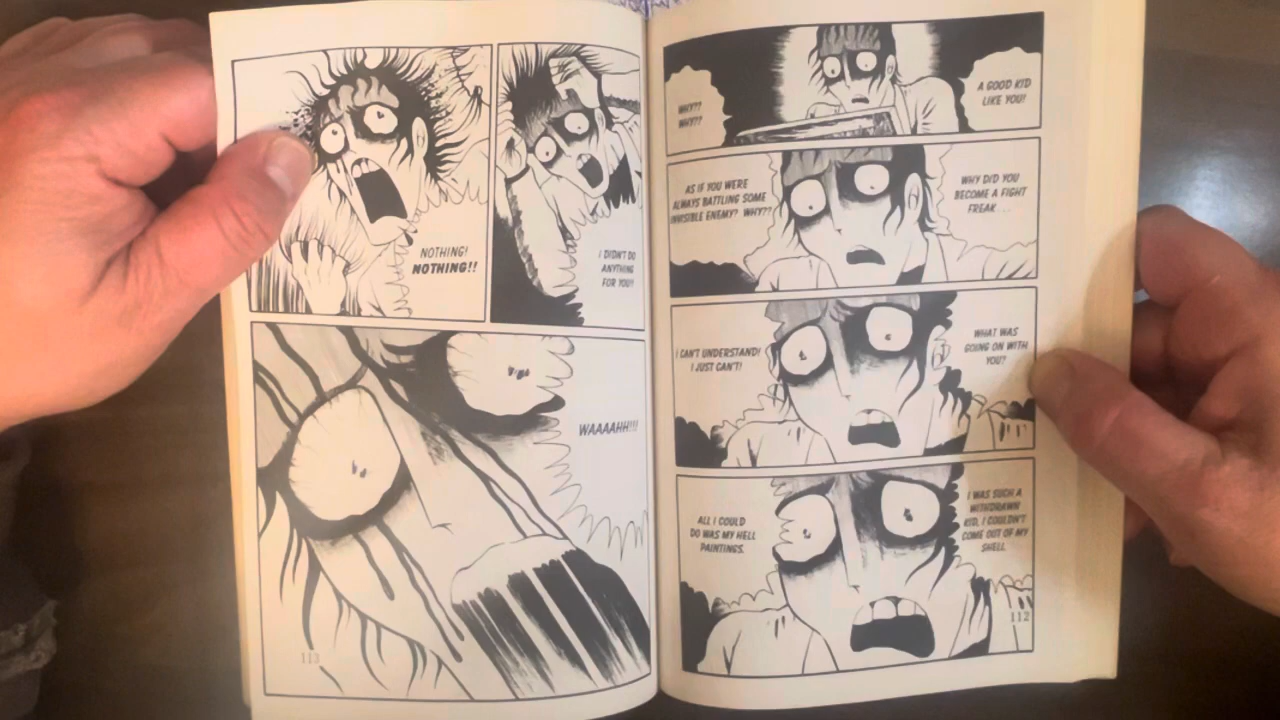 A GOOD KID
LIKE YOU!
WHY??
WHY??
WHY DID YOU
BECOME A FIGHT
FREAK...
AS IF YOU WERE
ALWAYS BATTLING SOME
INVISIBLE ENEMY? WHY??
WHAT WAS
GOING ON WITH
YOU?
I CAN'T UNDERSTAND!
I JUST CAN'T!
I WAS SUCH A
WITHDRAWN
KID, I COULDN'T
COME OUT OF MY
SHELL.
ALL I COULD
DO WAS MY HELL
PAINTINGS.
112
I DIDN'T DO
ANYTHING
FOR YOU!
NOTHING!
NOTHING!!
WAAAAHH!!!
113